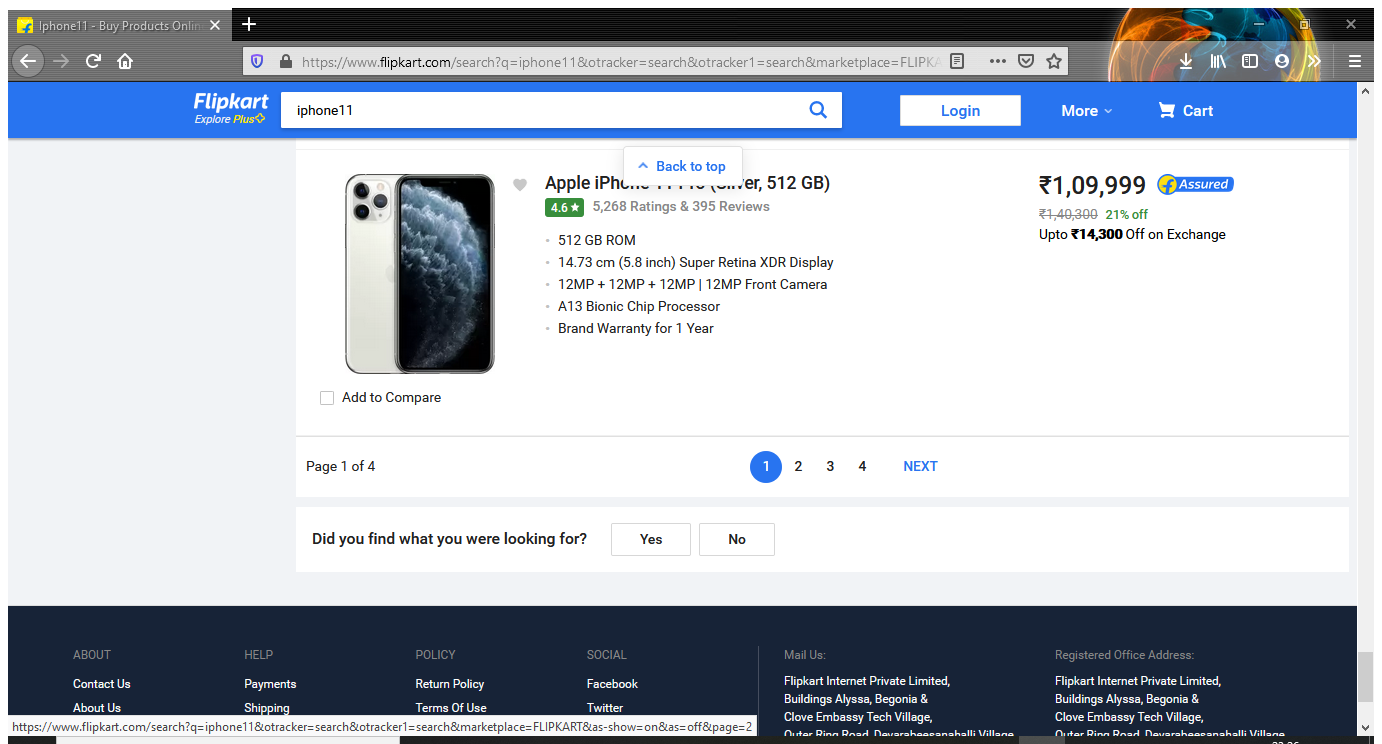 iphone11 - Buy Products Onlin
https://www.flipkart.com/search?q=iphone11&otracker=search&otracker1=search&marketplace=FLIPKA
Flipkart
Explore Plus
iphone11
Login
More
Cart
Back to top
Apple iPhone (Silver, 512 GB)
₹1,09,999
Assured
4.6★
5,268 Ratings & 395 Reviews
₹1,40,300 21% off
Upto ₹14,300 Off on Exchange
512 GB ROM
14.73 cm (5.8 inch) Super Retina XDR Display
12MP + 12MP + 12MP | 12MP Front Camera
A13 Bionic Chip Processor
Brand Warranty for 1 Year
Add to Compare
Page 1 of 4
1 2 3 4 NEXT
Did you find what you were looking for?
Yes
No
ABOUT
Contact Us
About Us
HELP
Payments
Shipping
POLICY
Return Policy
Terms Of Use
SOCIAL
Facebook
Twitter
Mail Us:
Flipkart Internet Private Limited,
Buildings Alyssa, Begonia &
Clove Embassy Tech Village,
Outer Ring Road, Devarabeesanahalli Village
Registered Office Address:
Flipkart Internet Private Limited,
Buildings Alyssa, Begonia &
Clove Embassy Tech Village,
Outer Ring Road, Devarabeesanahalli Village
https://www.flipkart.com/search?q=iphone11&otracker=search&otracker1=search&marketplace=FLIPKART&as-show=on&as=off&page=2